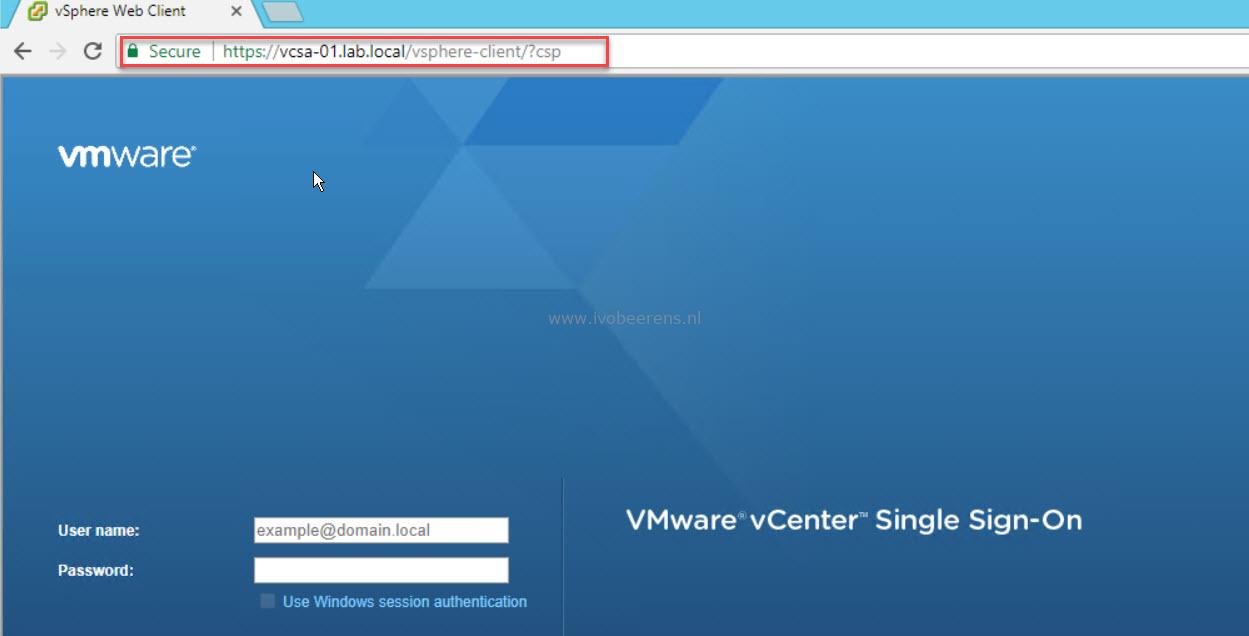 vSphere Web Client
Secure | https://vcsa-01.lab.local/vsphere-client/?csp
vmware®
www.ivobeerens.nl
User name: example@domain.local
VMware® vCenter™ Single Sign-On
Password:
Use Windows session authentication